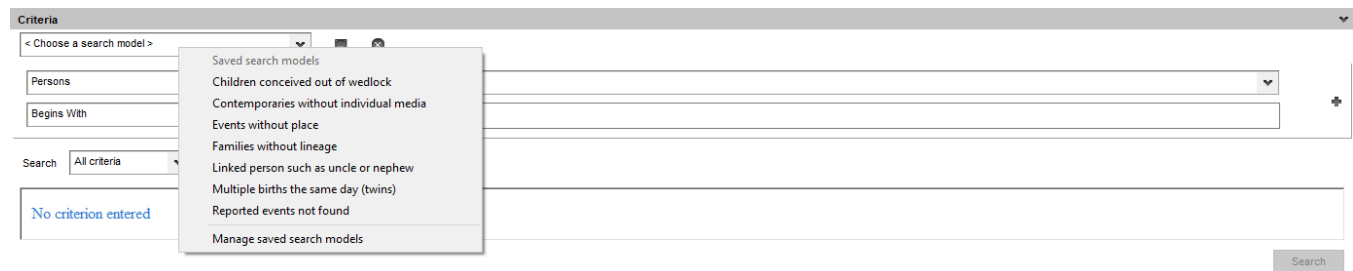 Criteria
< Choose a search model >
Saved search models
Children conceived out of wedlock
Contemporaries without individual media
Events without place
Families without lineage
Linked person such as uncle or nephew
Multiple births the same day (twins)
Reported events not found
Manage saved search models
Persons
Begins With
Search All criteria
No criterion entered
Search